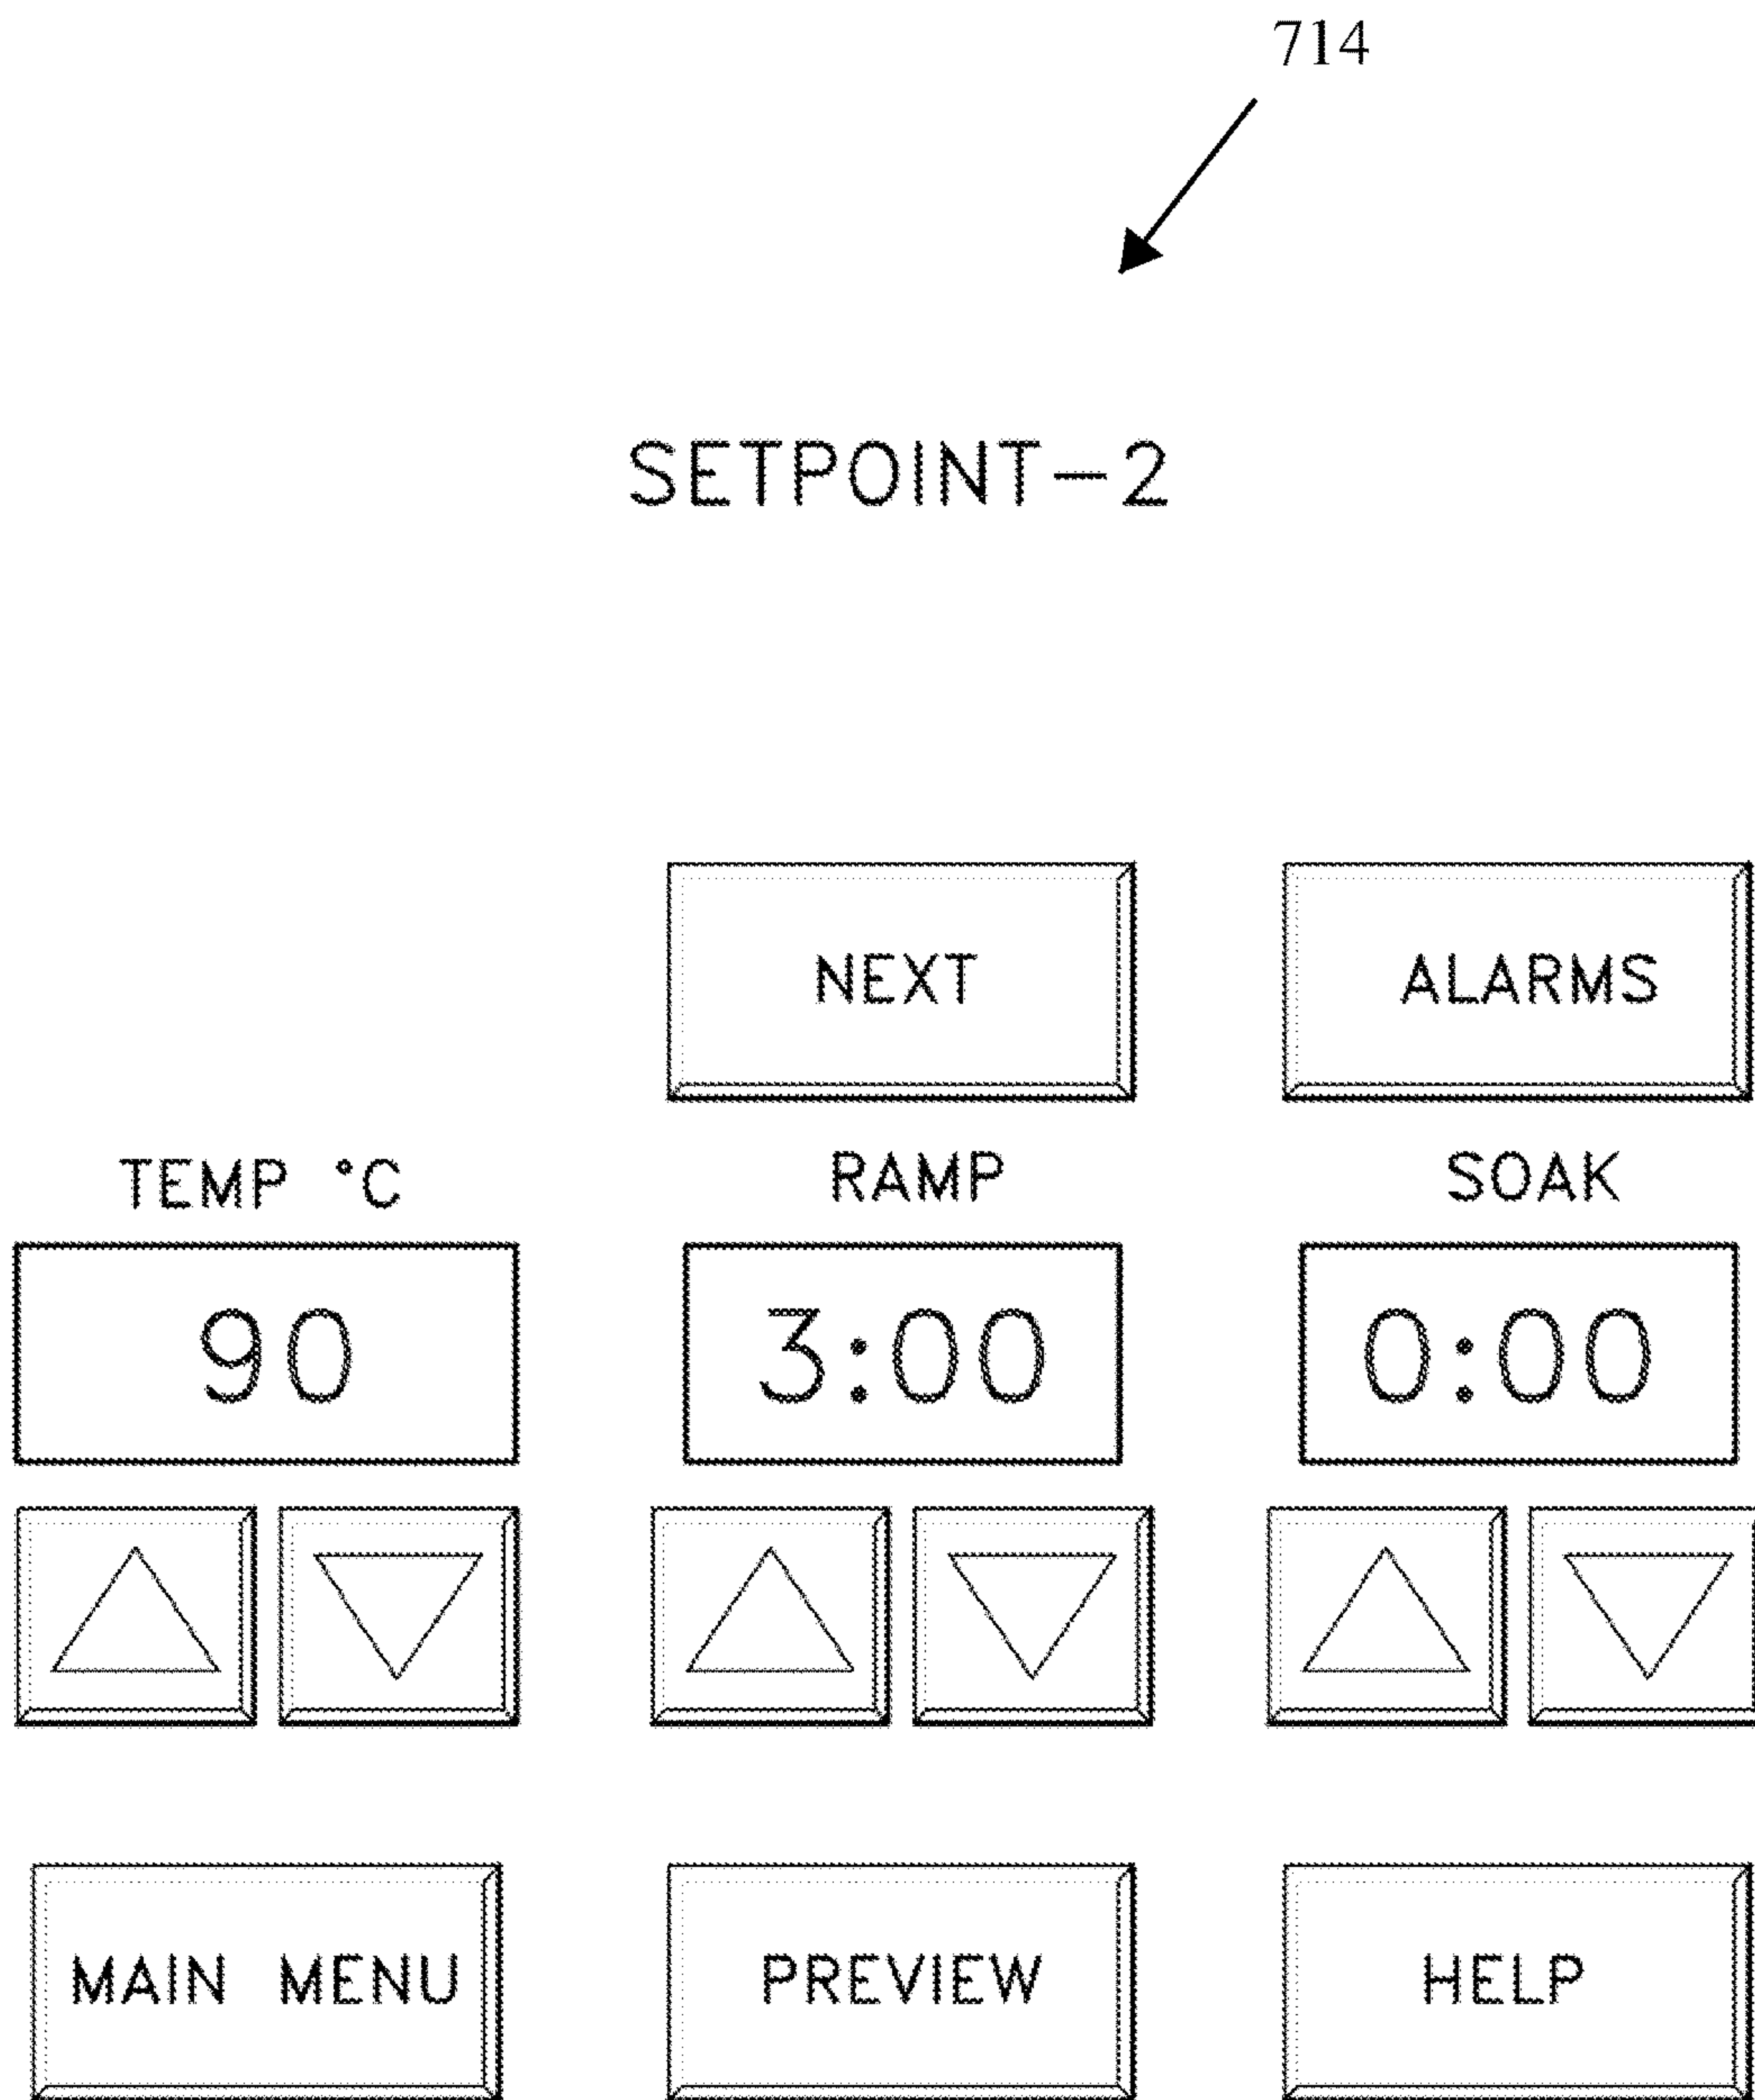 714
SETPOINT-2
NEXT ALARMS
TEMP °C RAMP SOAK
90 3:00 0:00
MAIN MENU PREVIEW HELP